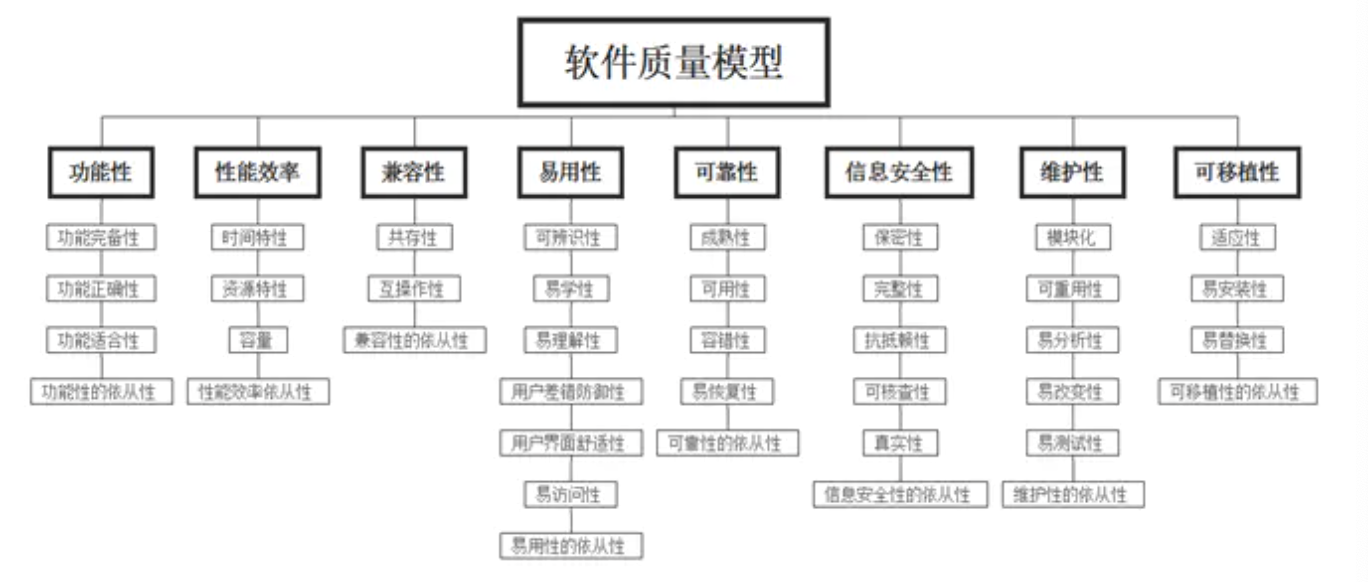 软件质量模型
功能性
功能完备性
功能正确性
功能适合性
功能性的依从性
性能效率
时间特性
资源特性
容量
性能效率依从性
兼容性
共存性
互操作性
兼容性的依从性
易用性
可辨识性
易学性
易理解性
用户差错防御性
用户界面舒适性
易访问性
易用性的依从性
可靠性
成熟性
可用性
容错性
易恢复性
可靠性的依从性
信息安全性
保密性
完整性
抗抵赖性
可核查性
真实性
信息安全性的依从性
维护性
模块化
可重用性
易分析性
易改变性
易测试性
维护性的依从性
可移植性
适应性
易安装性
易替换性
可移植性的依从性